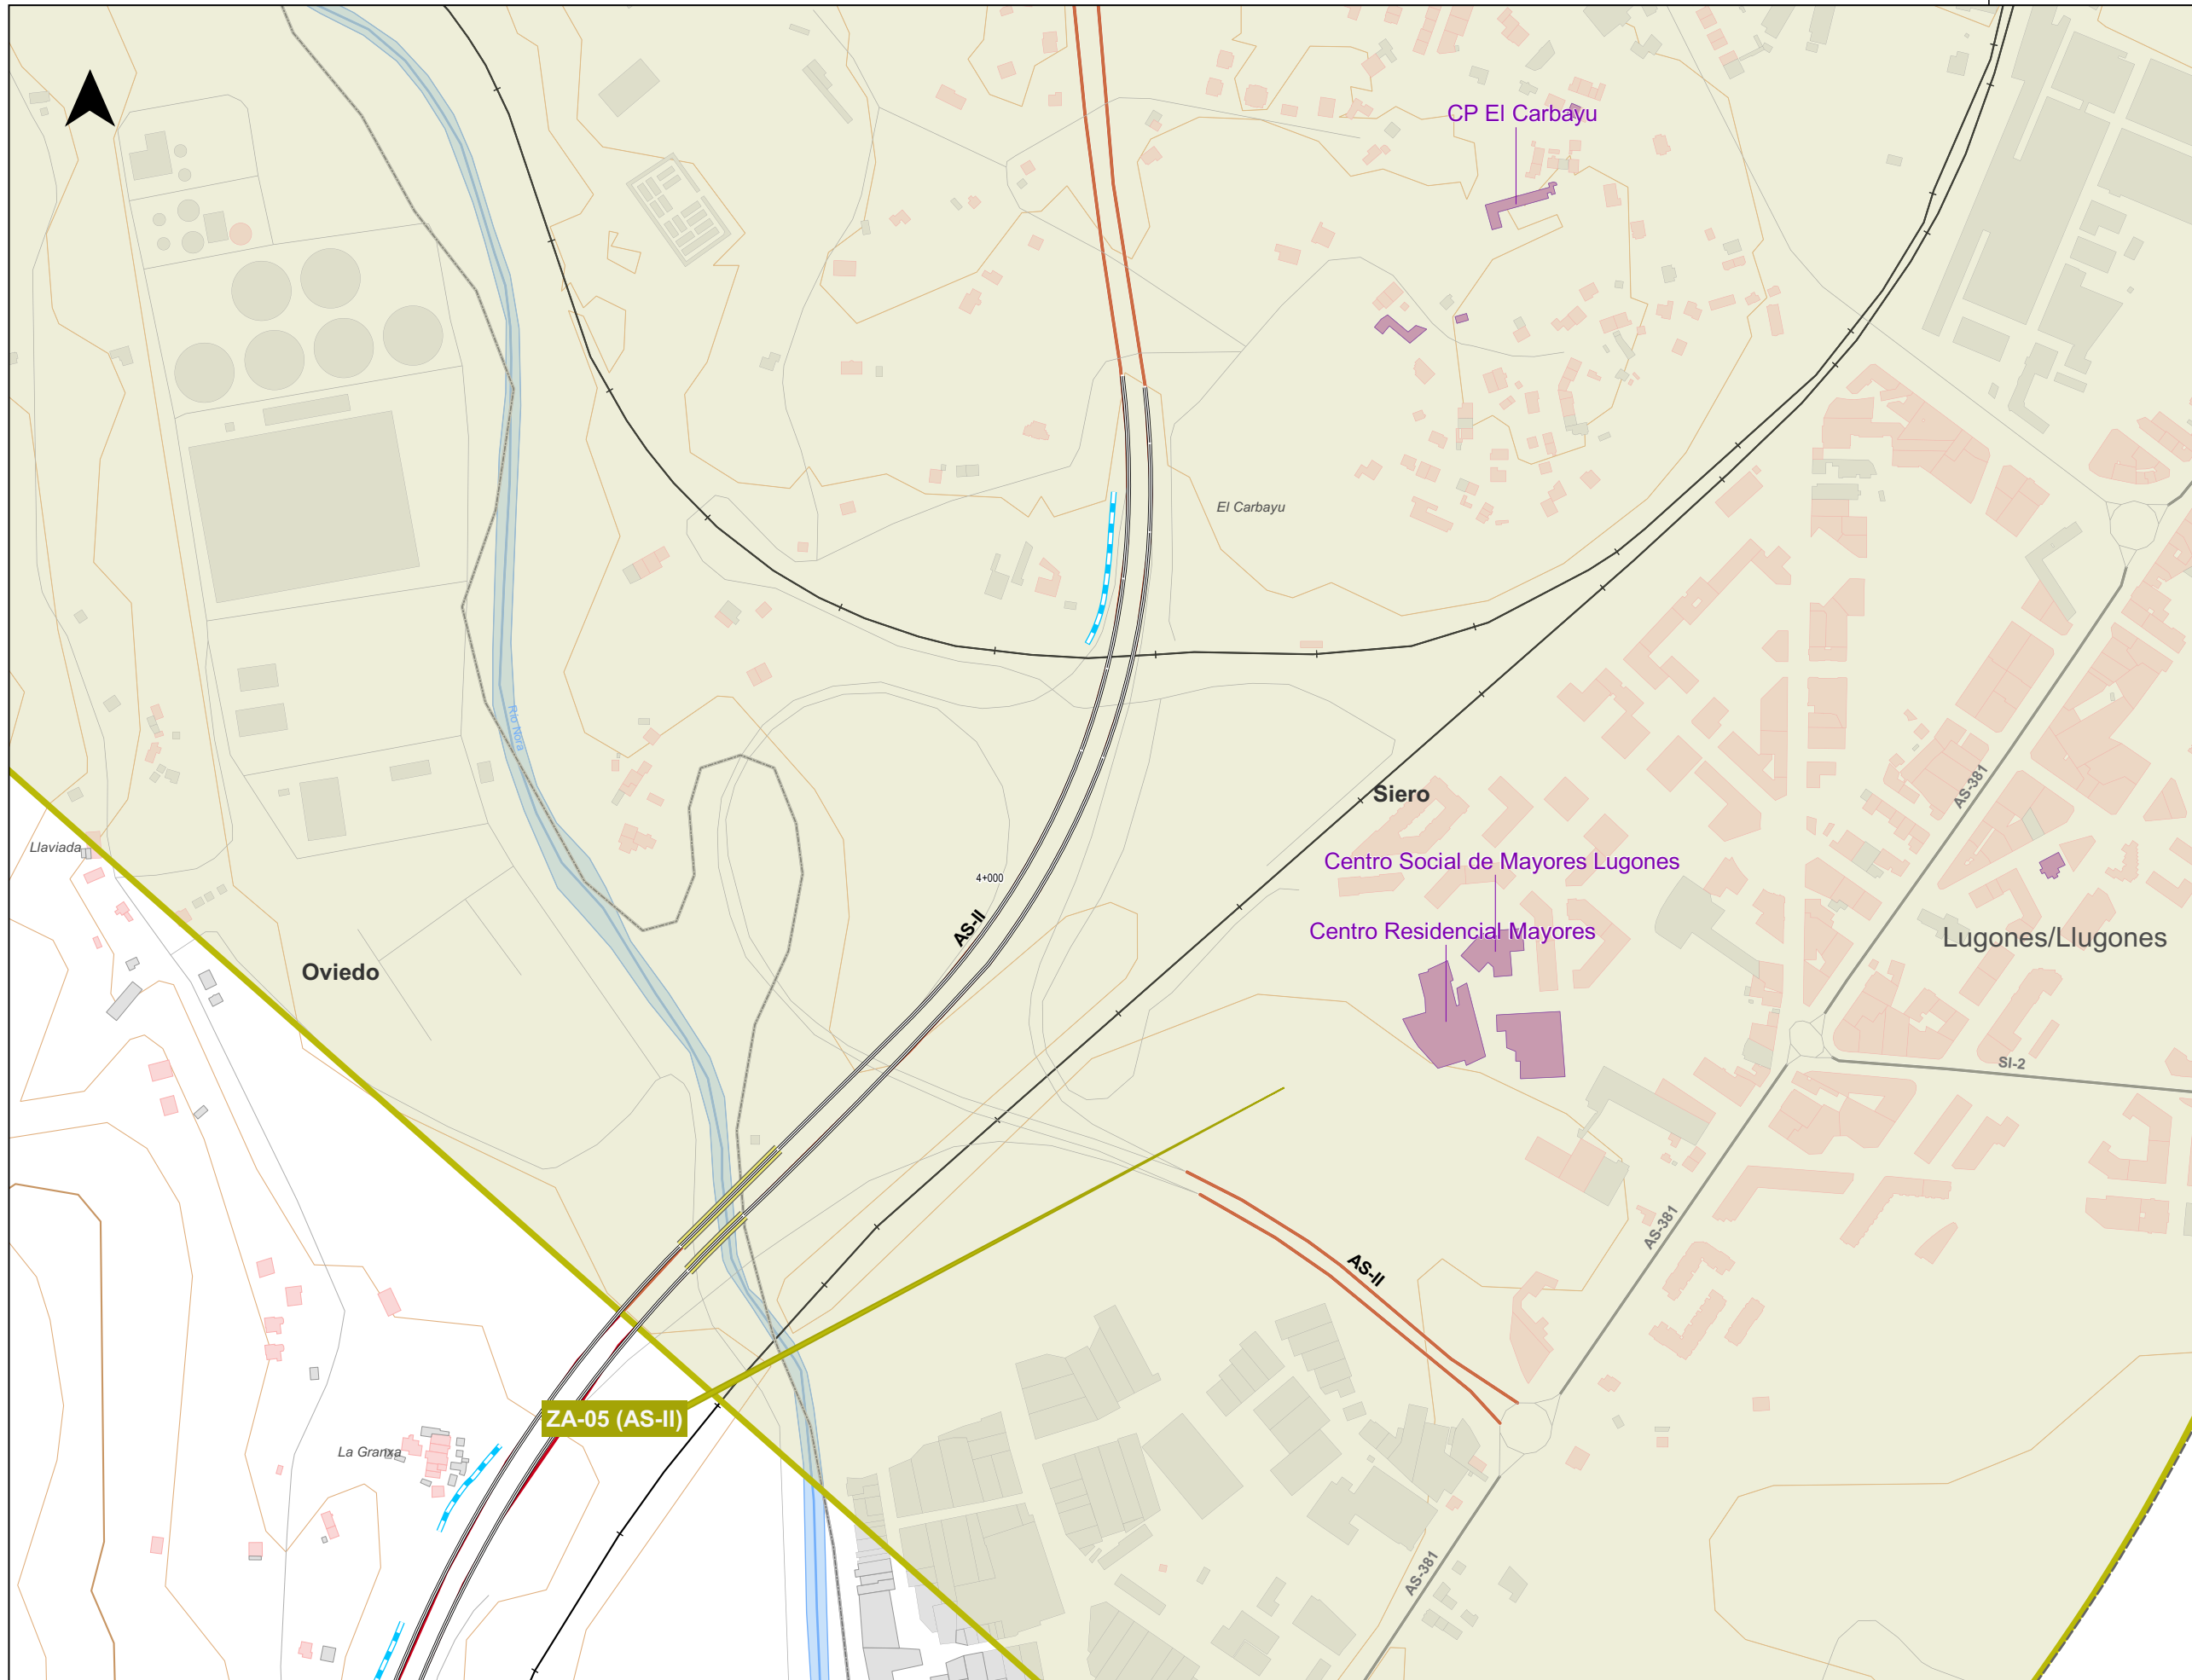 CP El Carbayu
El Carbayu
Río Nora
Siero
AS-381
Llaviada
Centro Social de Mayores Lugones
4+000
AS-II
Centro Residencial Mayores
Lugones/Llugones
Oviedo
SI-2
AS-381
AS-II
ZA-05 (AS-II)
La Granxa
AS-381